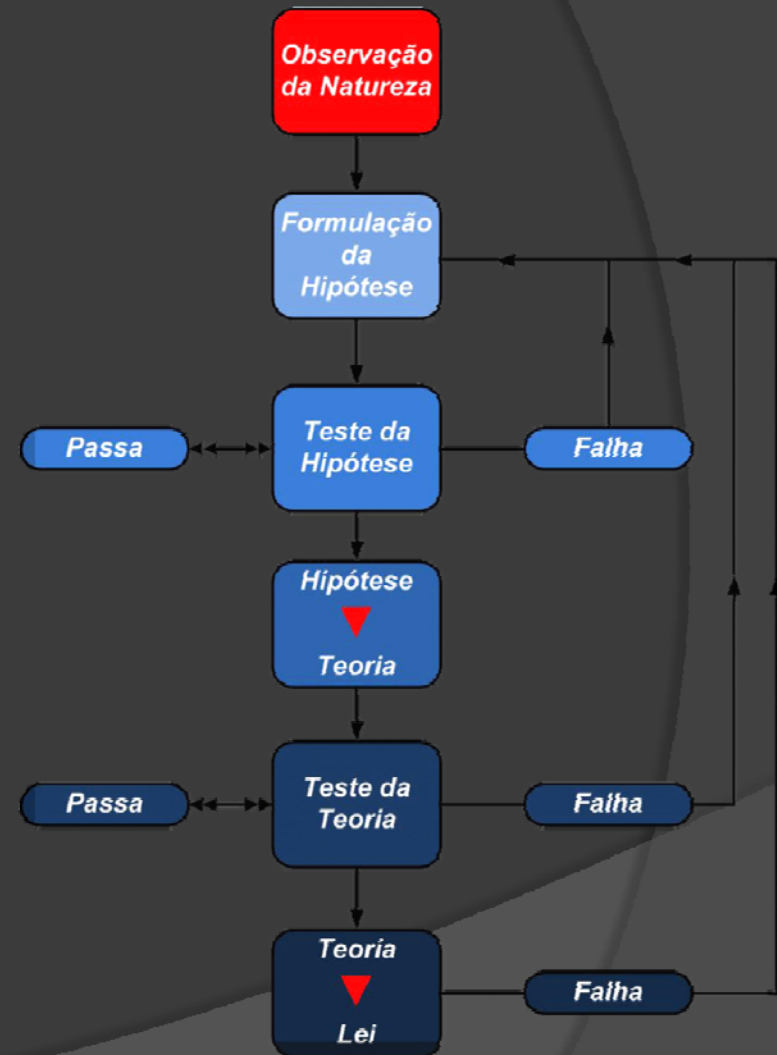 Observação
da Natureza
Formulação
da
Hipótese
Passa
Teste da
Hipótese
Falha
Hipótese
Teoria
Passa
Teste da
Teoria
Falha
Teoria
Lei
Falha